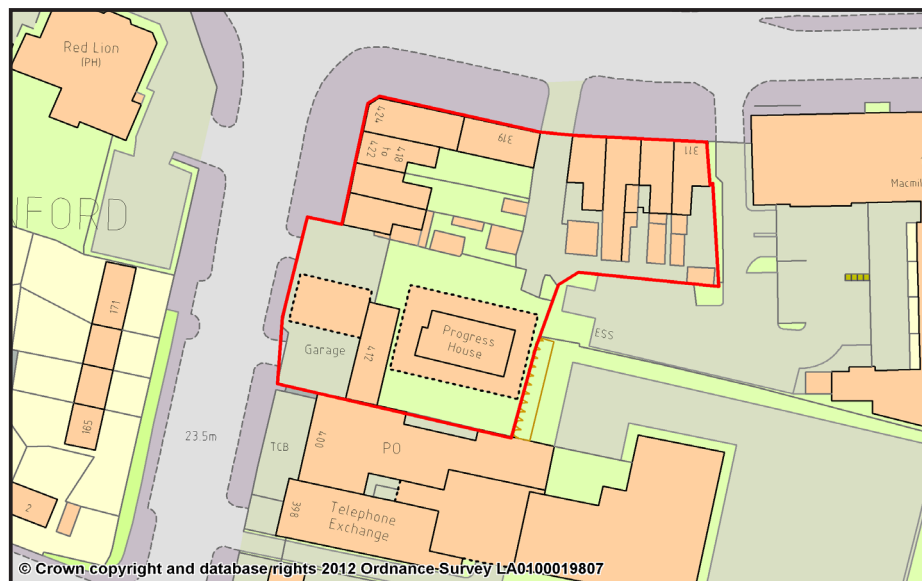 Red Lion
(PH)
424
418
to
422
319
311
Macmil
NFORD
171
165
2
Garage
412
Progress
House
ESS
23.5m
TCB
400
PO
398
Telephone
Exchange
© Crown copyright and database rights 2012 Ordnance Survey LA0100019807